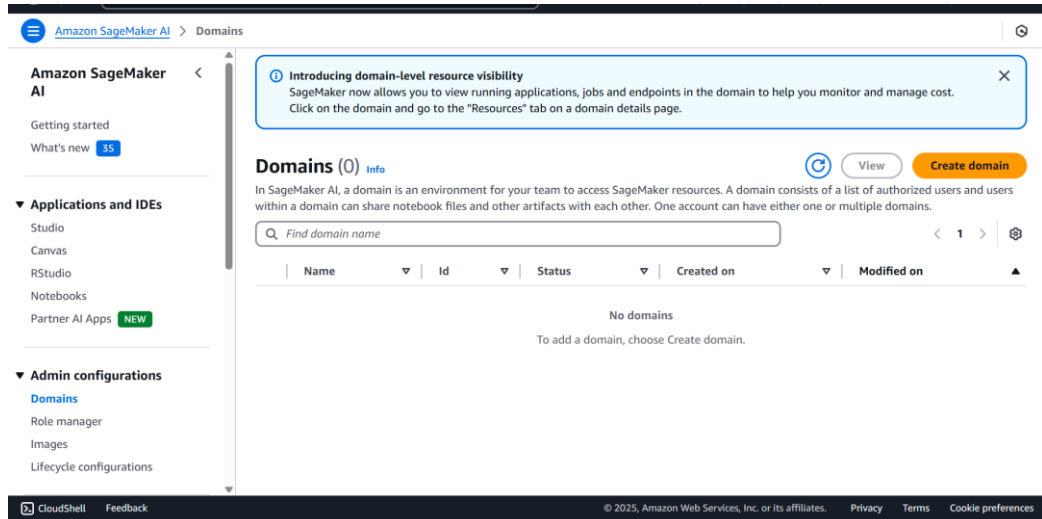 Amazon SageMaker AI > Domains
Amazon SageMaker
AI
Getting started
What's new 35
Applications and IDEs
Studio
Canvas
RStudio
Notebooks
Partner AI Apps NEW
Admin configurations
Domains
Role manager
Images
Lifecycle configurations
Introducing domain-level resource visibility
SageMaker now allows you to view running applications, jobs and endpoints in the domain to help you monitor and manage cost.
Click on the domain and go to the "Resources" tab on a domain details page.
Domains (0) Info
View
Create domain
In SageMaker AI, a domain is an environment for your team to access SageMaker resources. A domain consists of a list of authorized users and users
within a domain can share notebook files and other artifacts with each other. One account can have either one or multiple domains.
Find domain name
< 1 >
Name Id Status Created on Modified on
No domains
To add a domain, choose Create domain.
CloudShell Feedback © 2025, Amazon Web Services, Inc. or its affiliates. Privacy Terms Cookie preferences